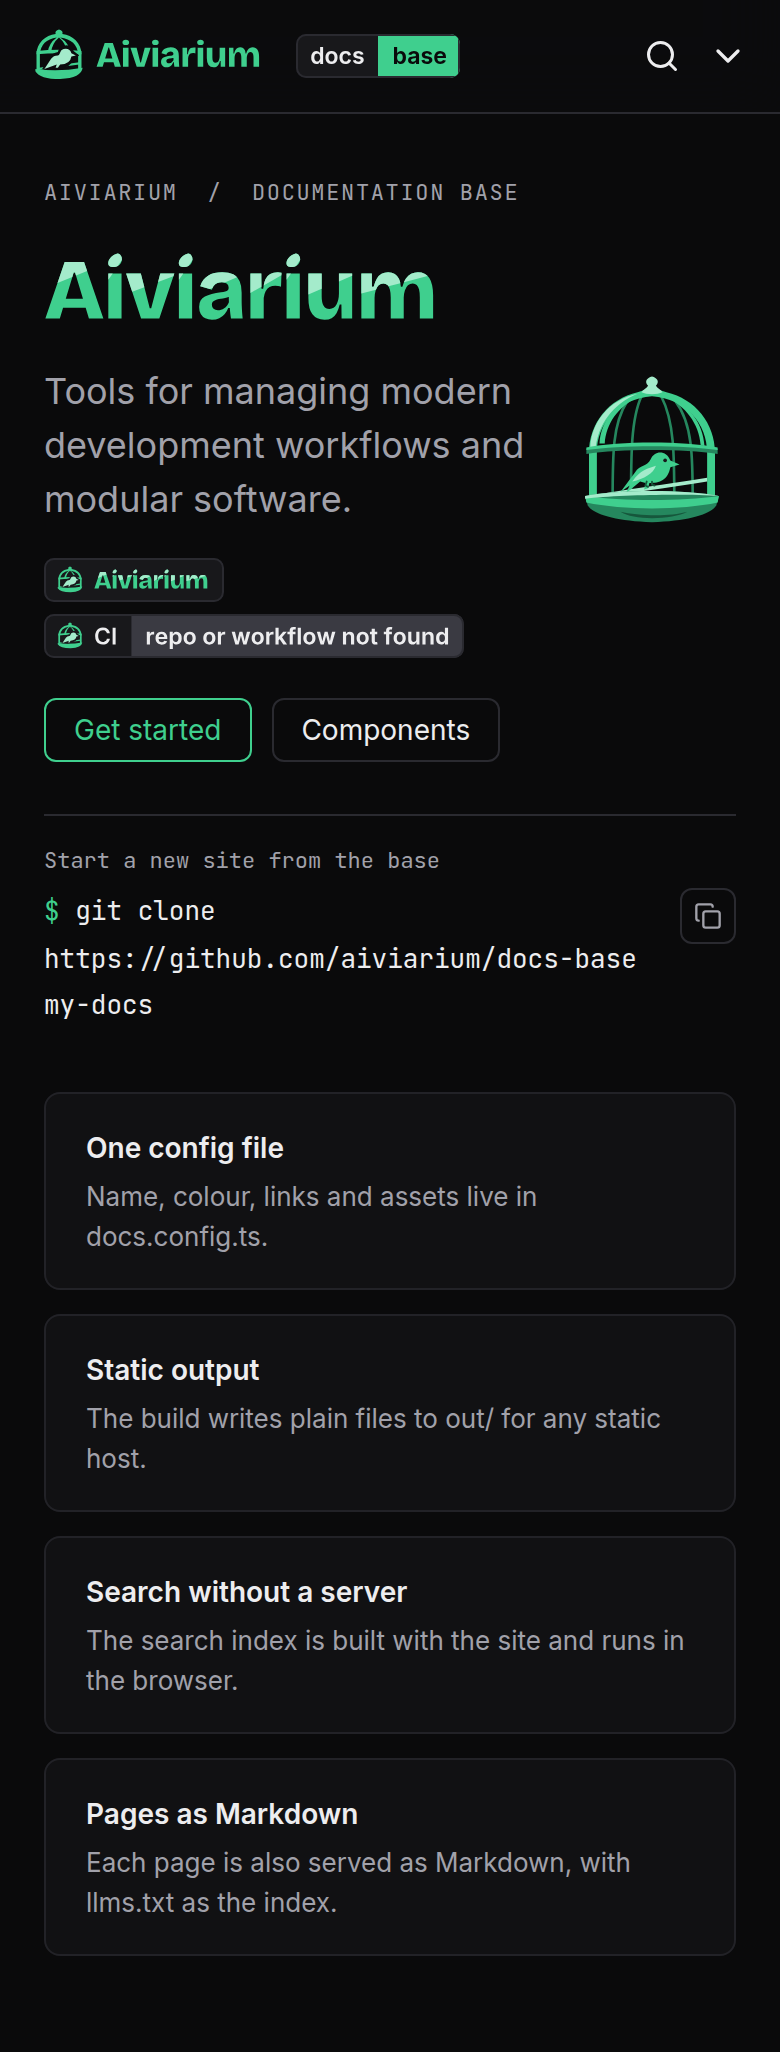 Aiviarium docs base
AIVIARIUM / DOCUMENTATION BASE
Aiviarium
Tools for managing modern
development workflows and
modular software.
Aiviarium
CI repo or workflow not found
Get started Components
Start a new site from the base
$ git clone
https://github.com/aiviarium/docs-base
my-docs
One config file
Name, colour, links and assets live in
docs.config.ts.
Static output
The build writes plain files to out/ for any static
host.
Search without a server
The search index is built with the site and runs in
the browser.
Pages as Markdown
Each page is also served as Markdown, with
llms.txt as the index.